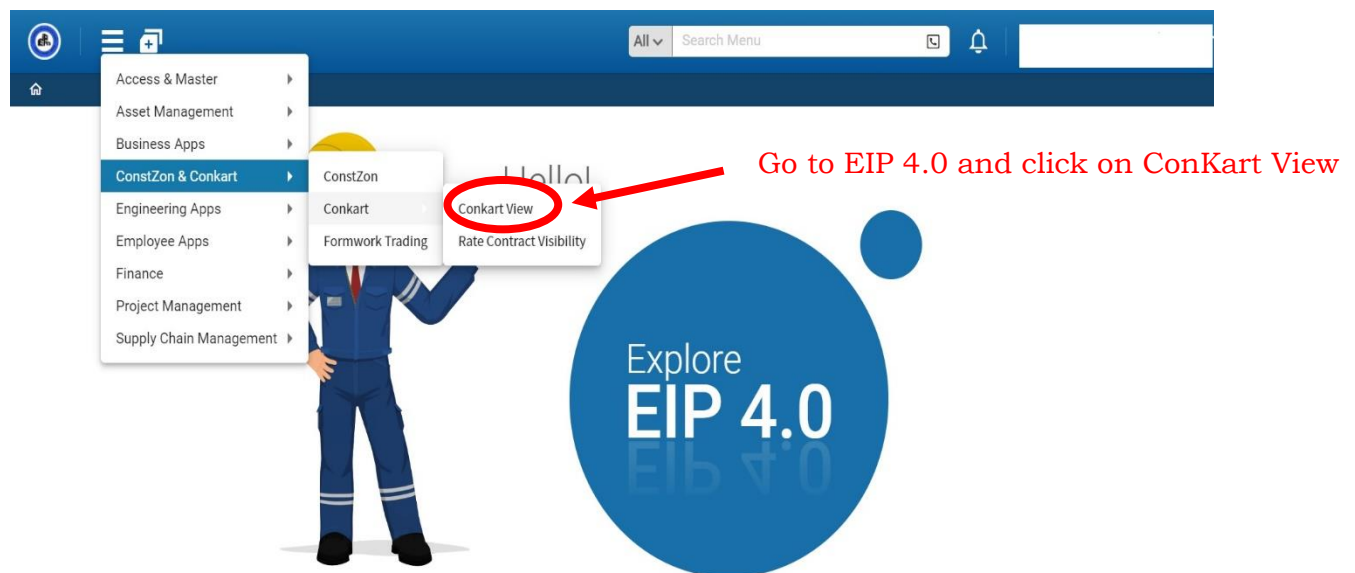 All
Search Menu
Access & Master
Asset Management
Business Apps
ConstZon & Conkart
Engineering Apps
Employee Apps
Finance
Project Management
Supply Chain Management
ConstZon
Conkart
Formwork Trading
Conkart View
Rate Contract Visibility
Hello!
Go to EIP 4.0 and click on ConKart View
Explore
EIP 4.0